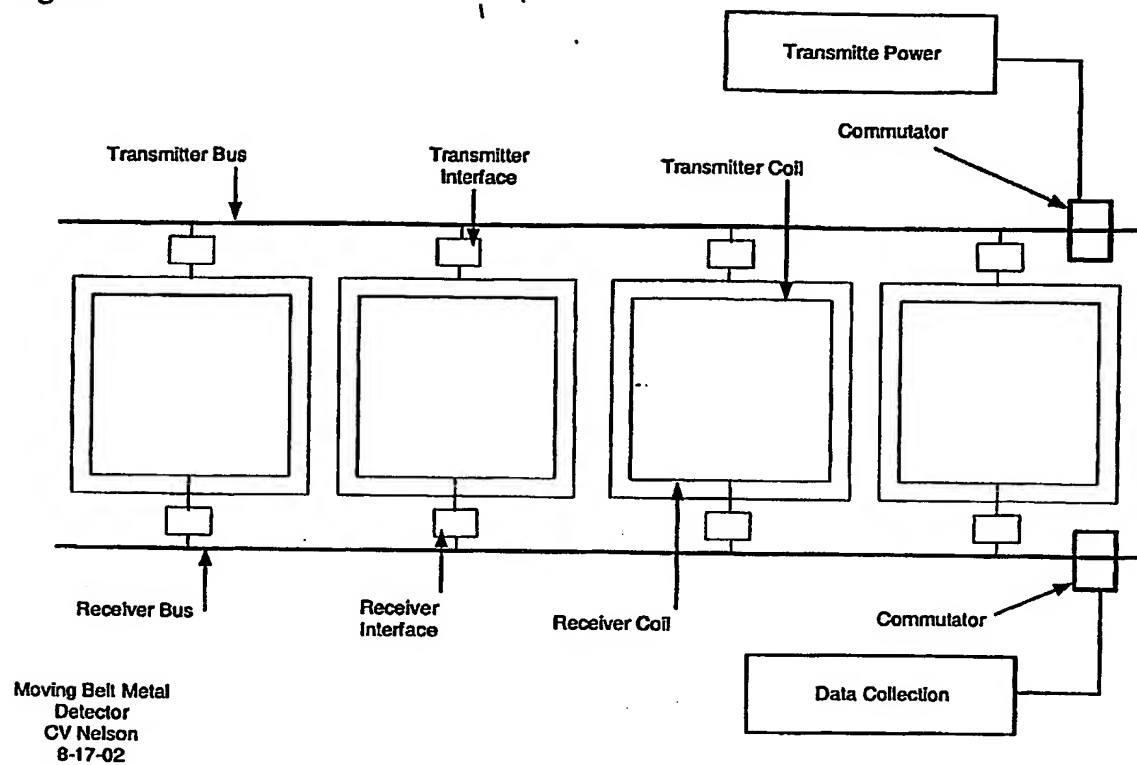 Transmitte Power
Commutator
Transmitter Bus
Transmitter
Interface
Transmitter Coil
Receiver Bus
Receiver
Interface
Receiver Coil
Commutator
Data Collection
Moving Belt Metal
Detector
CV Nelson
8-17-02